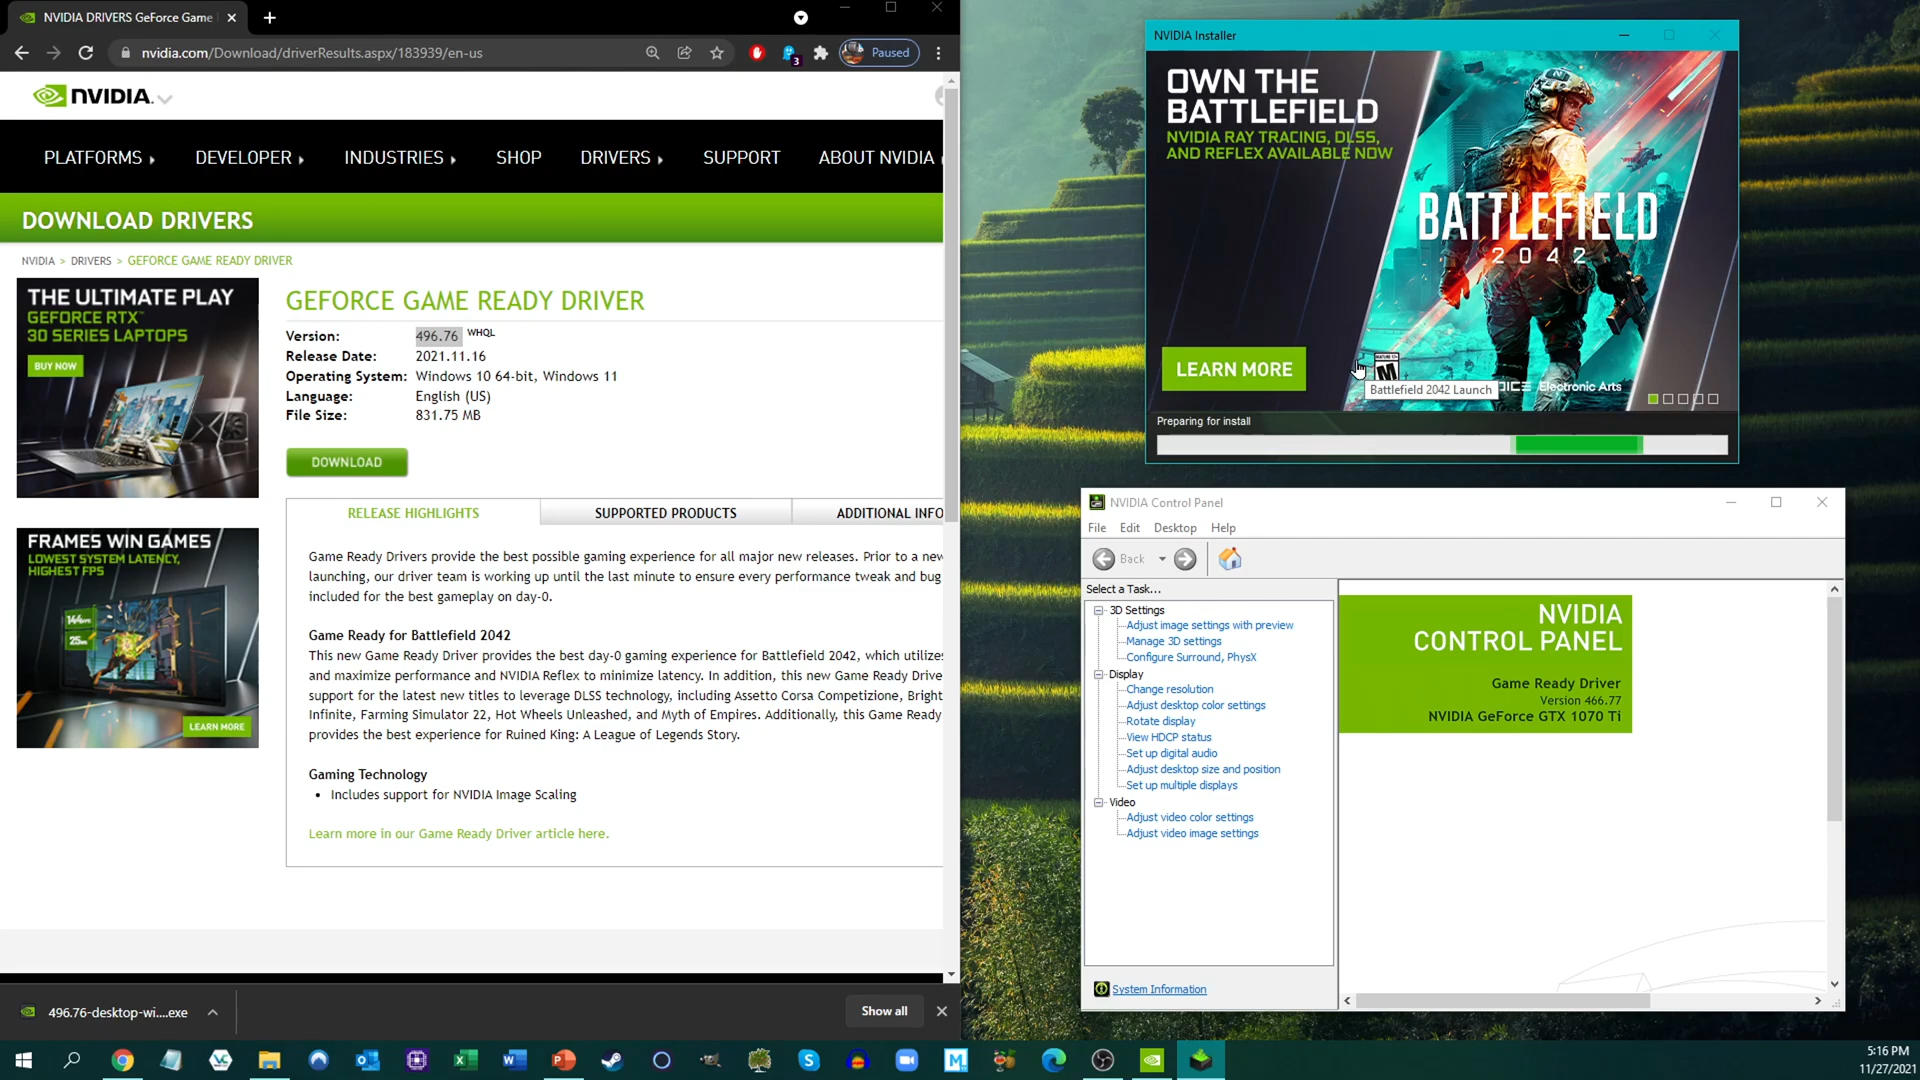 NVIDIA DRIVERS GeForce Game
nvidia.com/Download/driverResults.aspx/183939/en-us
3
Paused
NVIDIA.
PLATFORMS
DEVELOPER
INDUSTRIES
SHOP
DRIVERS
SUPPORT
ABOUT NVIDIA
DOWNLOAD DRIVERS
NVIDIA > DRIVERS > GEFORCE GAME READY DRIVER
THE ULTIMATE PLAY
GEFORCE RTX™
30 SERIES LAPTOPS
BUY NOW
FRAMES WIN GAMES
LOWEST SYSTEM LATENCY,
HIGHEST FPS
LEARN MORE
GEFORCE GAME READY DRIVER
Version: 496.76 WHQL
Release Date: 2021.11.16
Operating System: Windows 10 64-bit, Windows 11
Language: English (US)
File Size: 831.75 MB
DOWNLOAD
RELEASE HIGHLIGHTS
SUPPORTED PRODUCTS
ADDITIONAL INFO
Game Ready Drivers provide the best possible gaming experience for all major new releases. Prior to a new
launching, our driver team is working up until the last minute to ensure every performance tweak and bug
included for the best gameplay on day-0.
Game Ready for Battlefield 2042
This new Game Ready Driver provides the best day-0 gaming experience for Battlefield 2042, which utilizes
and maximize performance and NVIDIA Reflex to minimize latency. In addition, this new Game Ready Drive
support for the latest new titles to leverage DLSS technology, including Assetto Corsa Competizione, Bright
Infinite, Farming Simulator 22, Hot Wheels Unleashed, and Myth of Empires. Additionally, this Game Ready
provides the best experience for Ruined King: A League of Legends Story.
Gaming Technology
• Includes support for NVIDIA Image Scaling
Learn more in our Game Ready Driver article here.
496.76-desktop-wi....exe
Show all
NVIDIA Installer
OWN THE
BATTLEFIELD
NVIDIA RAY TRACING, DLSS,
AND REFLEX AVAILABLE NOW
BATTLEFIELD
2042
LEARN MORE
M
Battlefield 2042 Launch
DICE
Electronic Arts
Preparing for install
NVIDIA Control Panel
File Edit Desktop Help
Back
Select a Task...
3D Settings
Adjust image settings with preview
Manage 3D settings
Configure Surround, PhysX
Display
Change resolution
Adjust desktop color settings
Rotate display
View HDCP status
Set up digital audio
Adjust desktop size and position
Set up multiple displays
Video
Adjust video color settings
Adjust video image settings
System Information
NVIDIA
CONTROL PANEL
Game Ready Driver
Version 466.77
NVIDIA GeForce GTX 1070 Ti
5:16 PM
11/27/2021